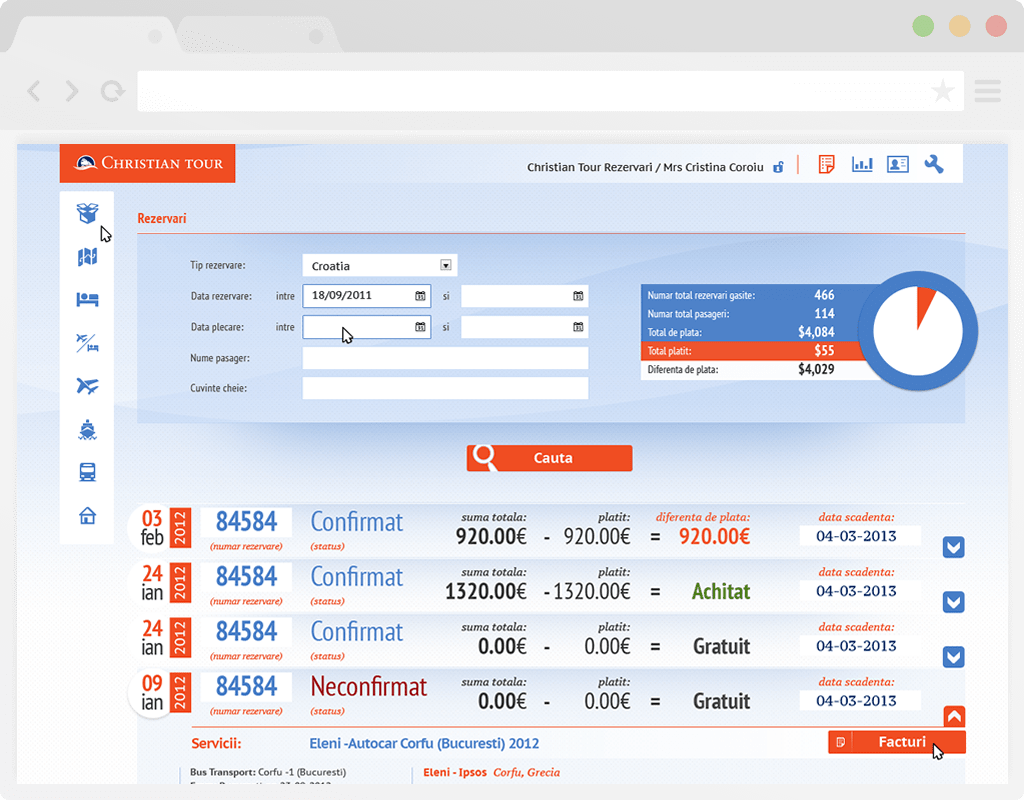 CHRISTIAN TOUR
Christian Tour Rezervari / Mrs Cristina Coroiu
Rezervari
Tip rezervare: Croatia
Data rezervare: intre 18/09/2011 si
Data plecare: intre si
Nume pasager:
Cuvinte cheie:
Numar total rezervari gasite: 466
Numar total pasageri: 114
Total de plata: $4,084
Total platit: $55
Diferenta de plata: $4,029
Cauta
03 feb 2012 84584 (numar rezervare) Confirmat (status) suma totala: 920.00€ - platit: 920.00€ = diferenta de plata: 920.00€ data scadenta: 04-03-2013
24 ian 2012 84584 (numar rezervare) Confirmat (status) suma totala: 1320.00€ - platit: 1320.00€ = Achitat data scadenta: 04-03-2013
24 ian 2012 84584 (numar rezervare) Confirmat (status) suma totala: 0.00€ - platit: 0.00€ = Gratuit data scadenta: 04-03-2013
09 ian 2012 84584 (numar rezervare) Neconfirmat (status) suma totala: 0.00€ - platit: 0.00€ = Gratuit data scadenta: 04-03-2013
Servicii: Eleni -Autocar Corfu (Bucuresti) 2012 Facturi
Bus Transport: Corfu -1 (Bucuresti) Eleni - Ipsos Corfu, Grecia